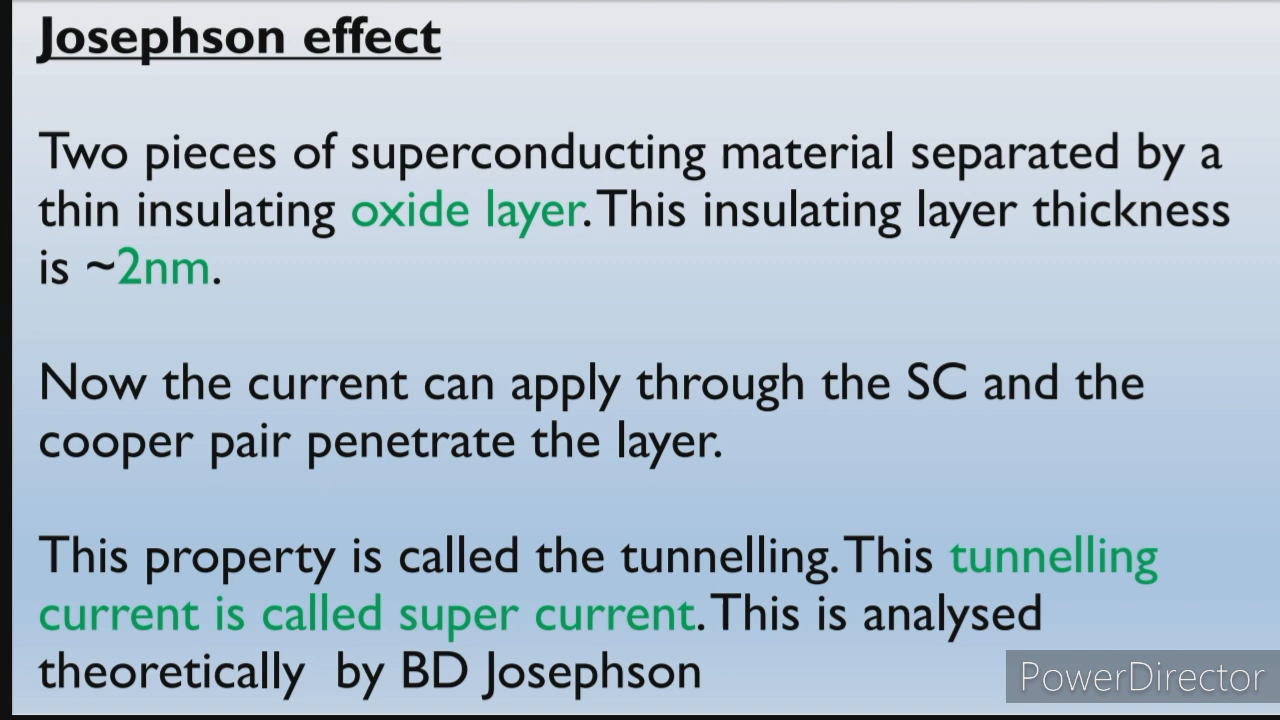 Josephson effect
Two pieces of superconducting material separated by a
thin insulating oxide layer. This insulating layer thickness
is ~2nm.
Now the current can apply through the SC and the
cooper pair penetrate the layer.
This property is called the tunnelling. This tunnelling
current is called super current. This is analysed
theoretically  by BD Josephson
PowerDirector